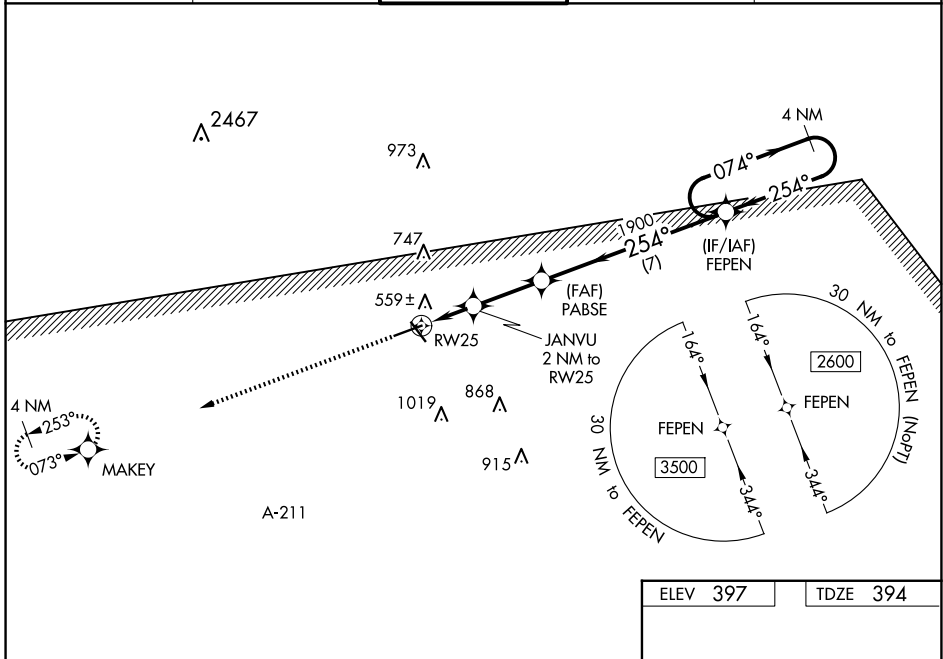 2467
973
4 NM
074°
254°
1900
254°
(7)
(IF/IAF)
FEPEN
747
559 ±
RW25
(FAF)
PABSE
JANVU
2 NM to
RW25
4 NM
253°
073°
MAKEY
1019
868
915
A-211
164°
FEPEN
3500
344°
30 NM to FEPEN
164°
2600
FEPEN
344°
30 NM to FEPEN (NoPT)
ELEV 397
TDZE 394